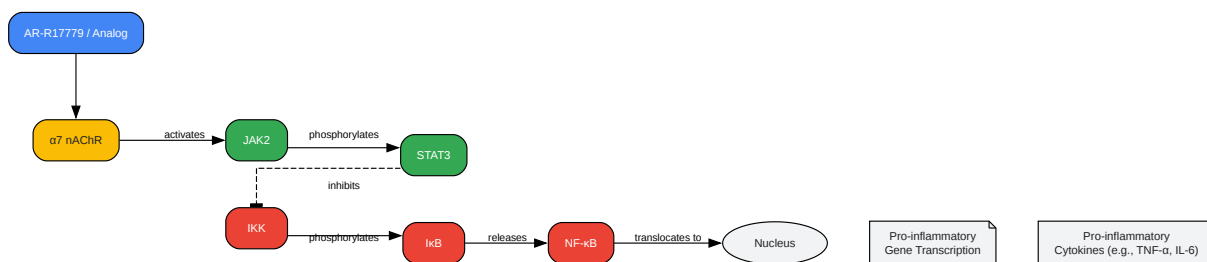 AR-R17779 / Analog
α7 nAChR
activates
JAK2
phosphorylates
STAT3
inhibits
IKK
phosphorylates
IκB
releases
NF-κB
translocates to
Nucleus
Pro-inflammatory
Gene Transcription
Pro-inflammatory
Cytokines (e.g., TNF-α, IL-6)